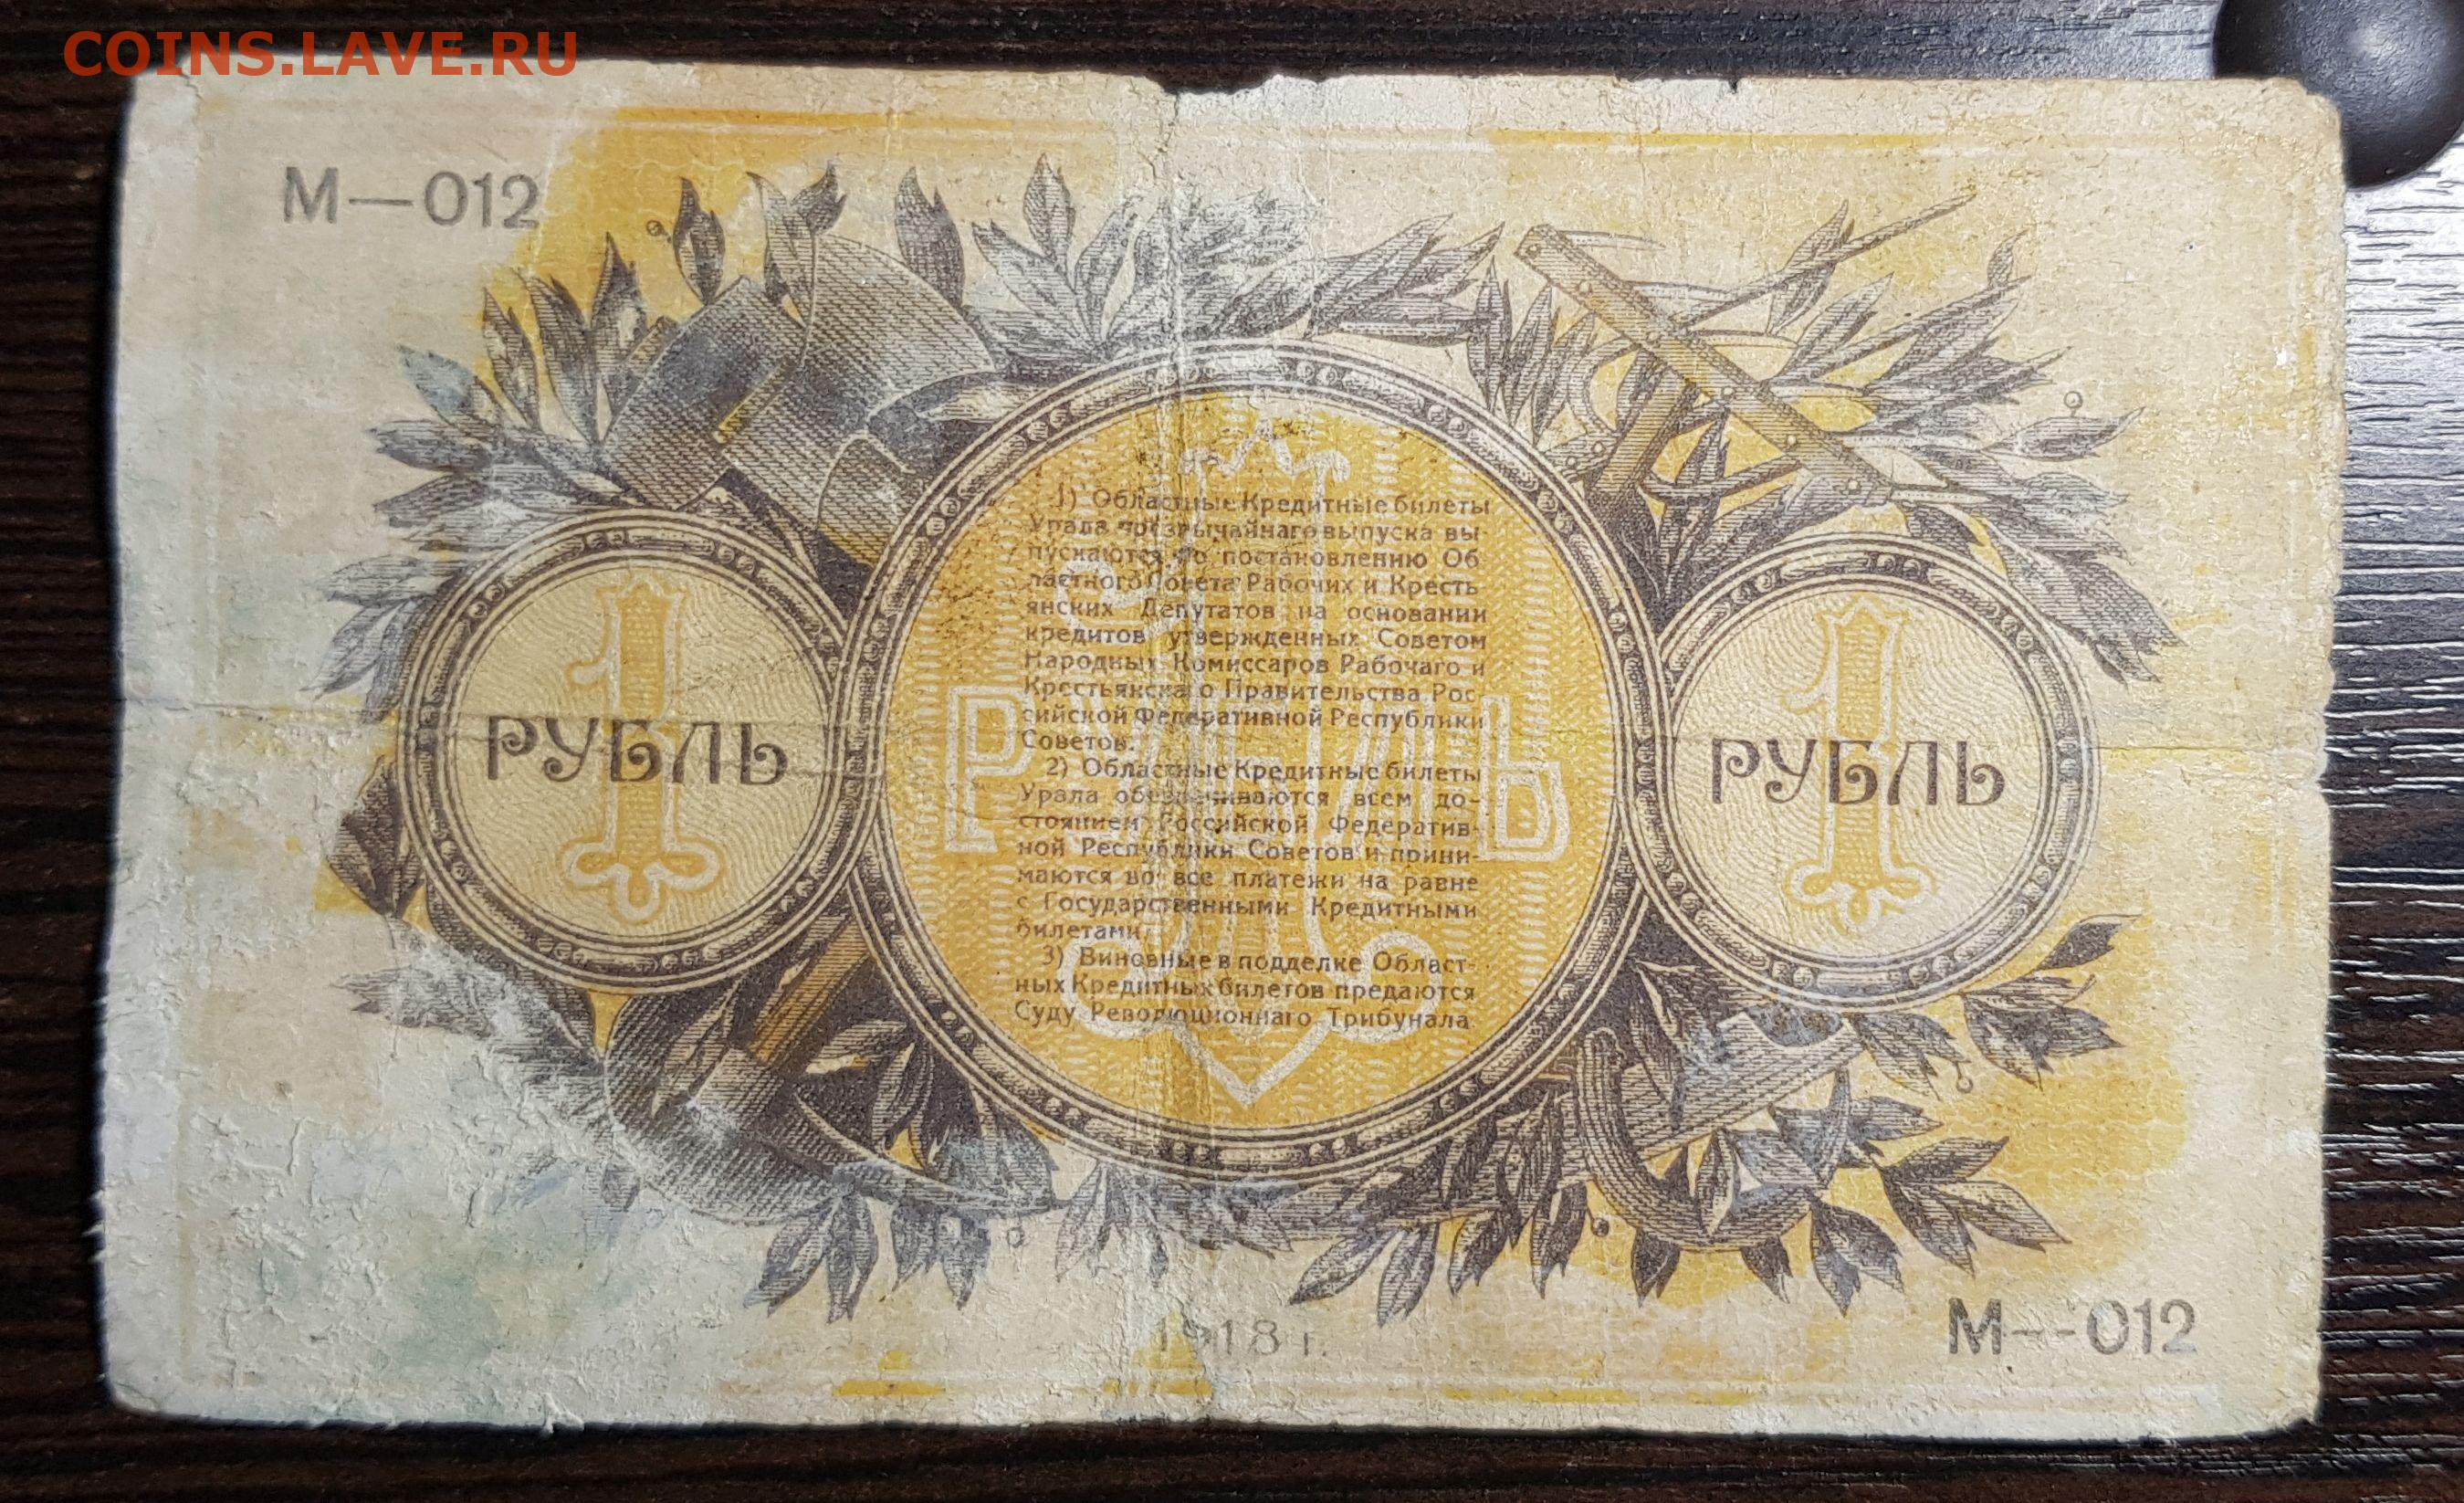 COINS.LAVE.RU
М—012
1) Областные Кредитные билеты
Урала чрезвычайнаго выпуска вы-
пускаются по постановлению Об
ластного Совета Рабочих и Кресть
янских Депутатов на основании
кредитов утвержденных Советом
Народных Комиссаров Рабочаго и
Крестьянскаго Правительства Рос
сийской Федеративной Республики
Советов.
2) Областные Кредитные билеты
Урала обезпечиваются всем до-
стоянием Российской Федератив-
ной Республики Советов и прини-
маются во все платежи на равне
с Государственными Кредитными
билетами.
3) Виновные в подделке Област-
ных Кредитных билетов предаются
Суду Революционнаго Трибунала
1
РУБЛЬ
1
РУБЛЬ
1
РУБЛЬ
1918 г.
М—012